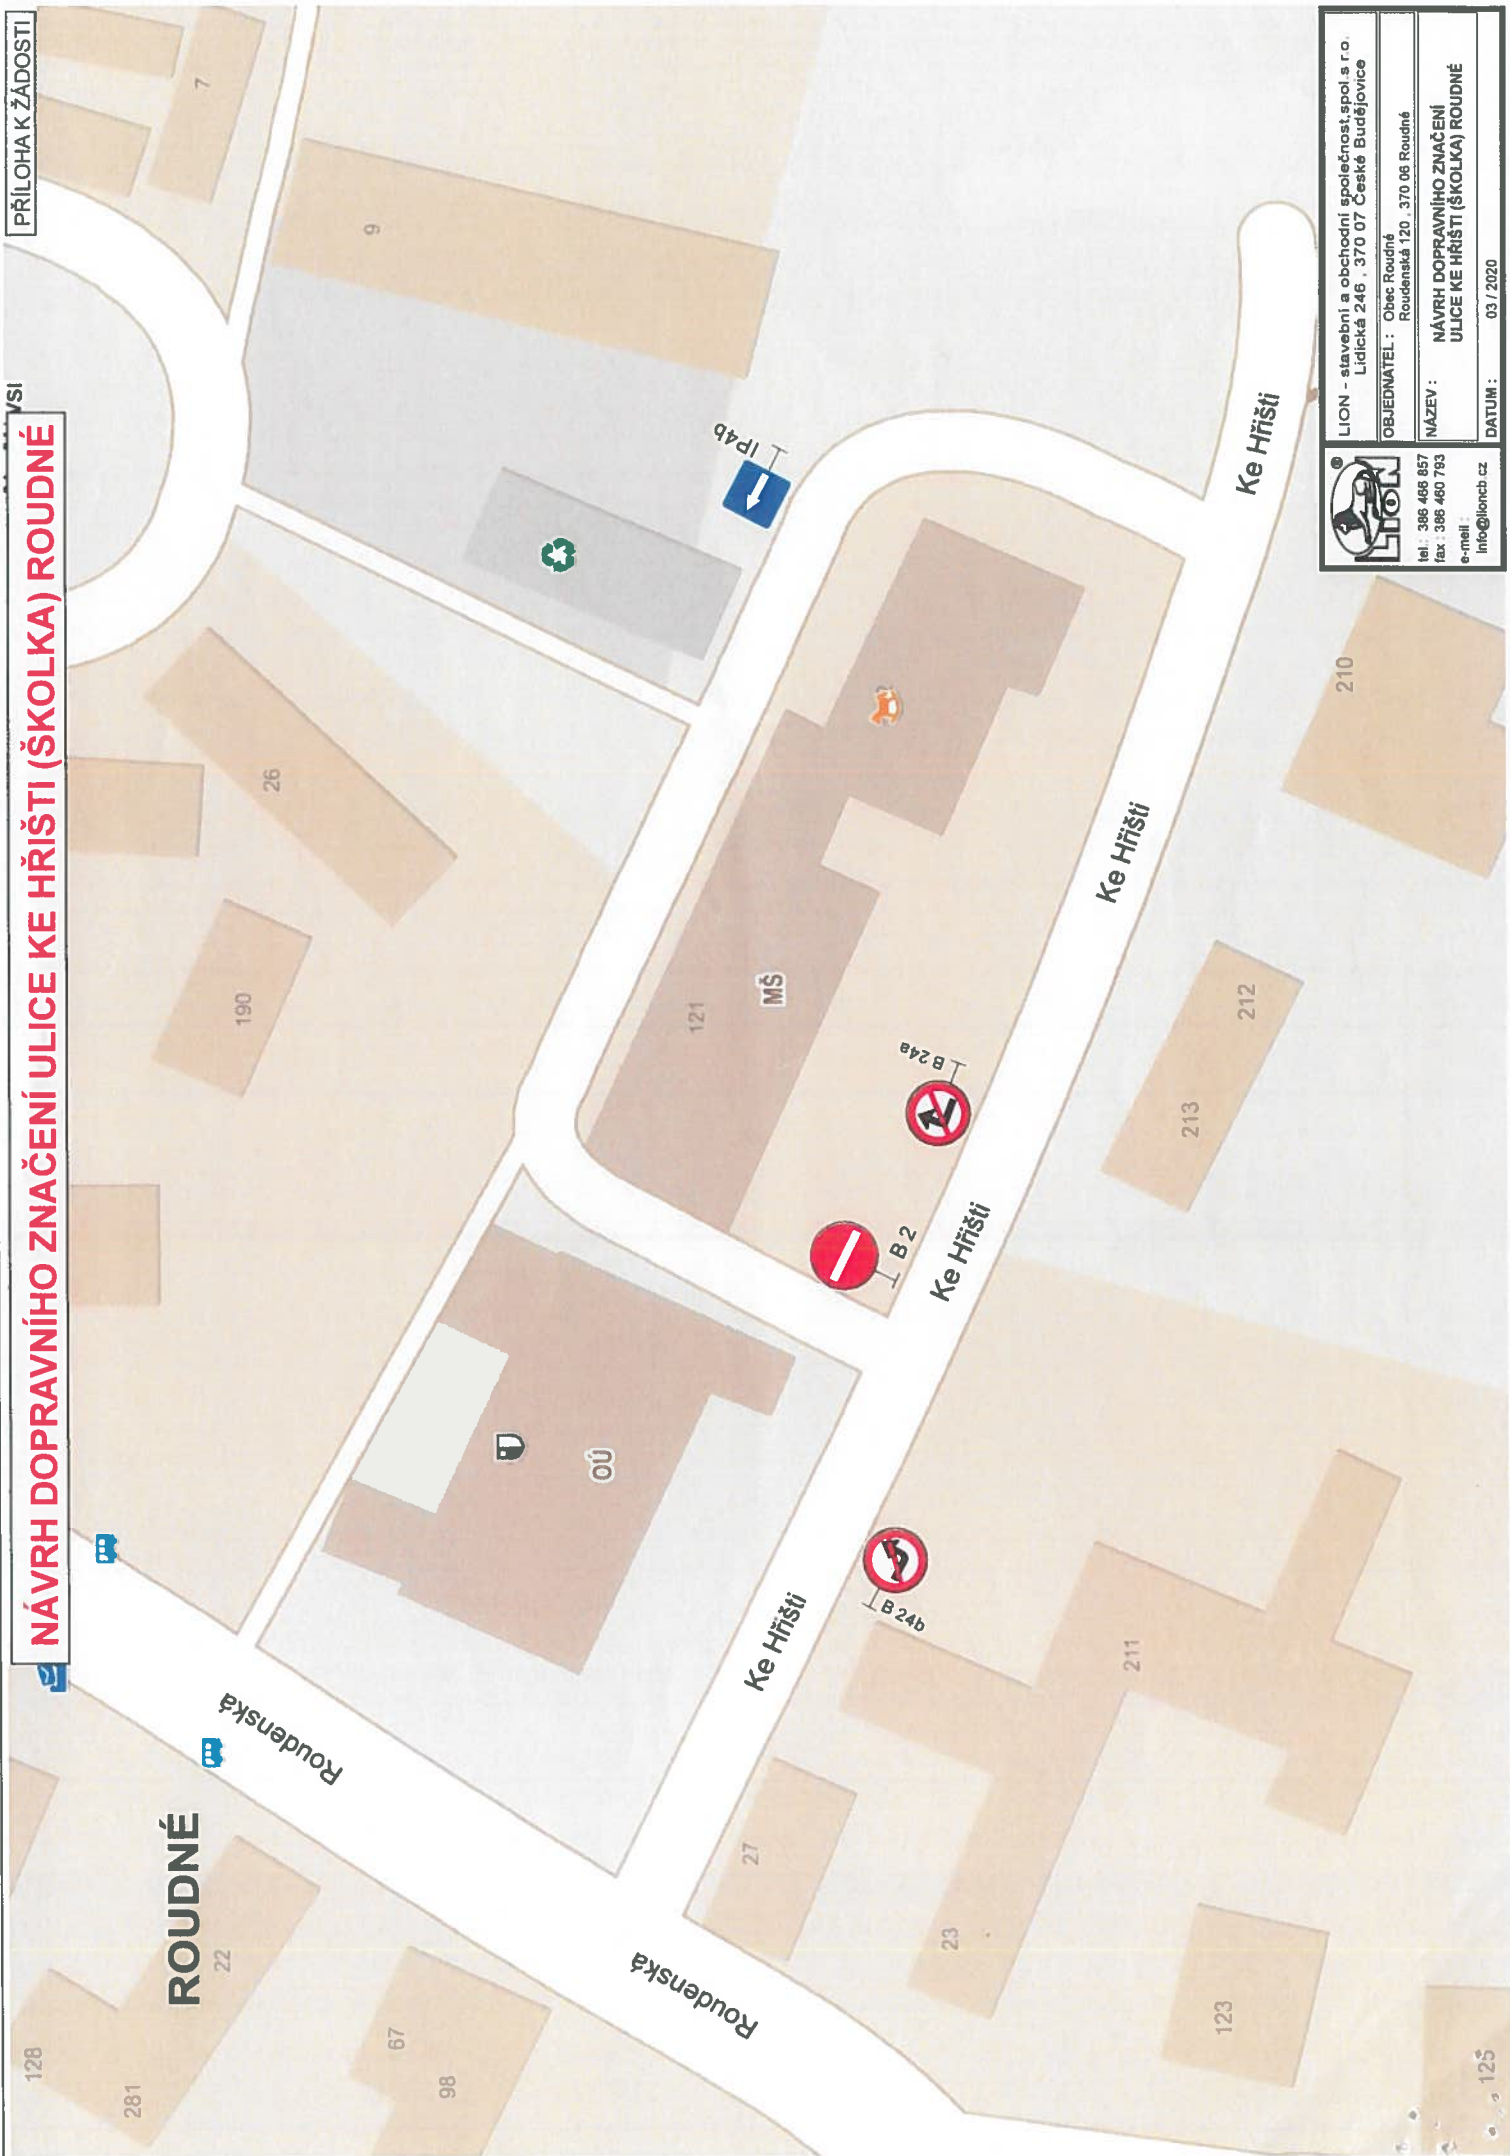 PŘÍLOHA K ŽÁDOSTI
NÁVRH DOPRAVNÍHO ZNAČENÍ ULICE KE HŘIŠTI (ŠKOLKA) ROUDNÉ
VSI
ROUDNÉ
128
281
22
67
98
Roudenská
Roudenská
190
26
7
9
IP4b
121
MŠ
OÚ
B 2
B 24a
B 24b
Ke Hřišti
Ke Hřišti
Ke Hřišti
Ke Hřišti
27
23
211
213
212
210
123
125
LION
®
tel.: 386 466 857
fax : 386 460 793
e-meil :
info@lioncb.cz
LION - stavební a obchodní společnost,spol.s r.o.
Lidická 246 , 370 07 České Budějovice
OBJEDNATEL : Obec Roudné
Roudenská 120 , 370 06 Roudné
NÁZEV : NÁVRH DOPRAVNÍHO ZNAČENÍ
ULICE KE HŘIŠTI (ŠKOLKA) ROUDNÉ
DATUM : 03 / 2020